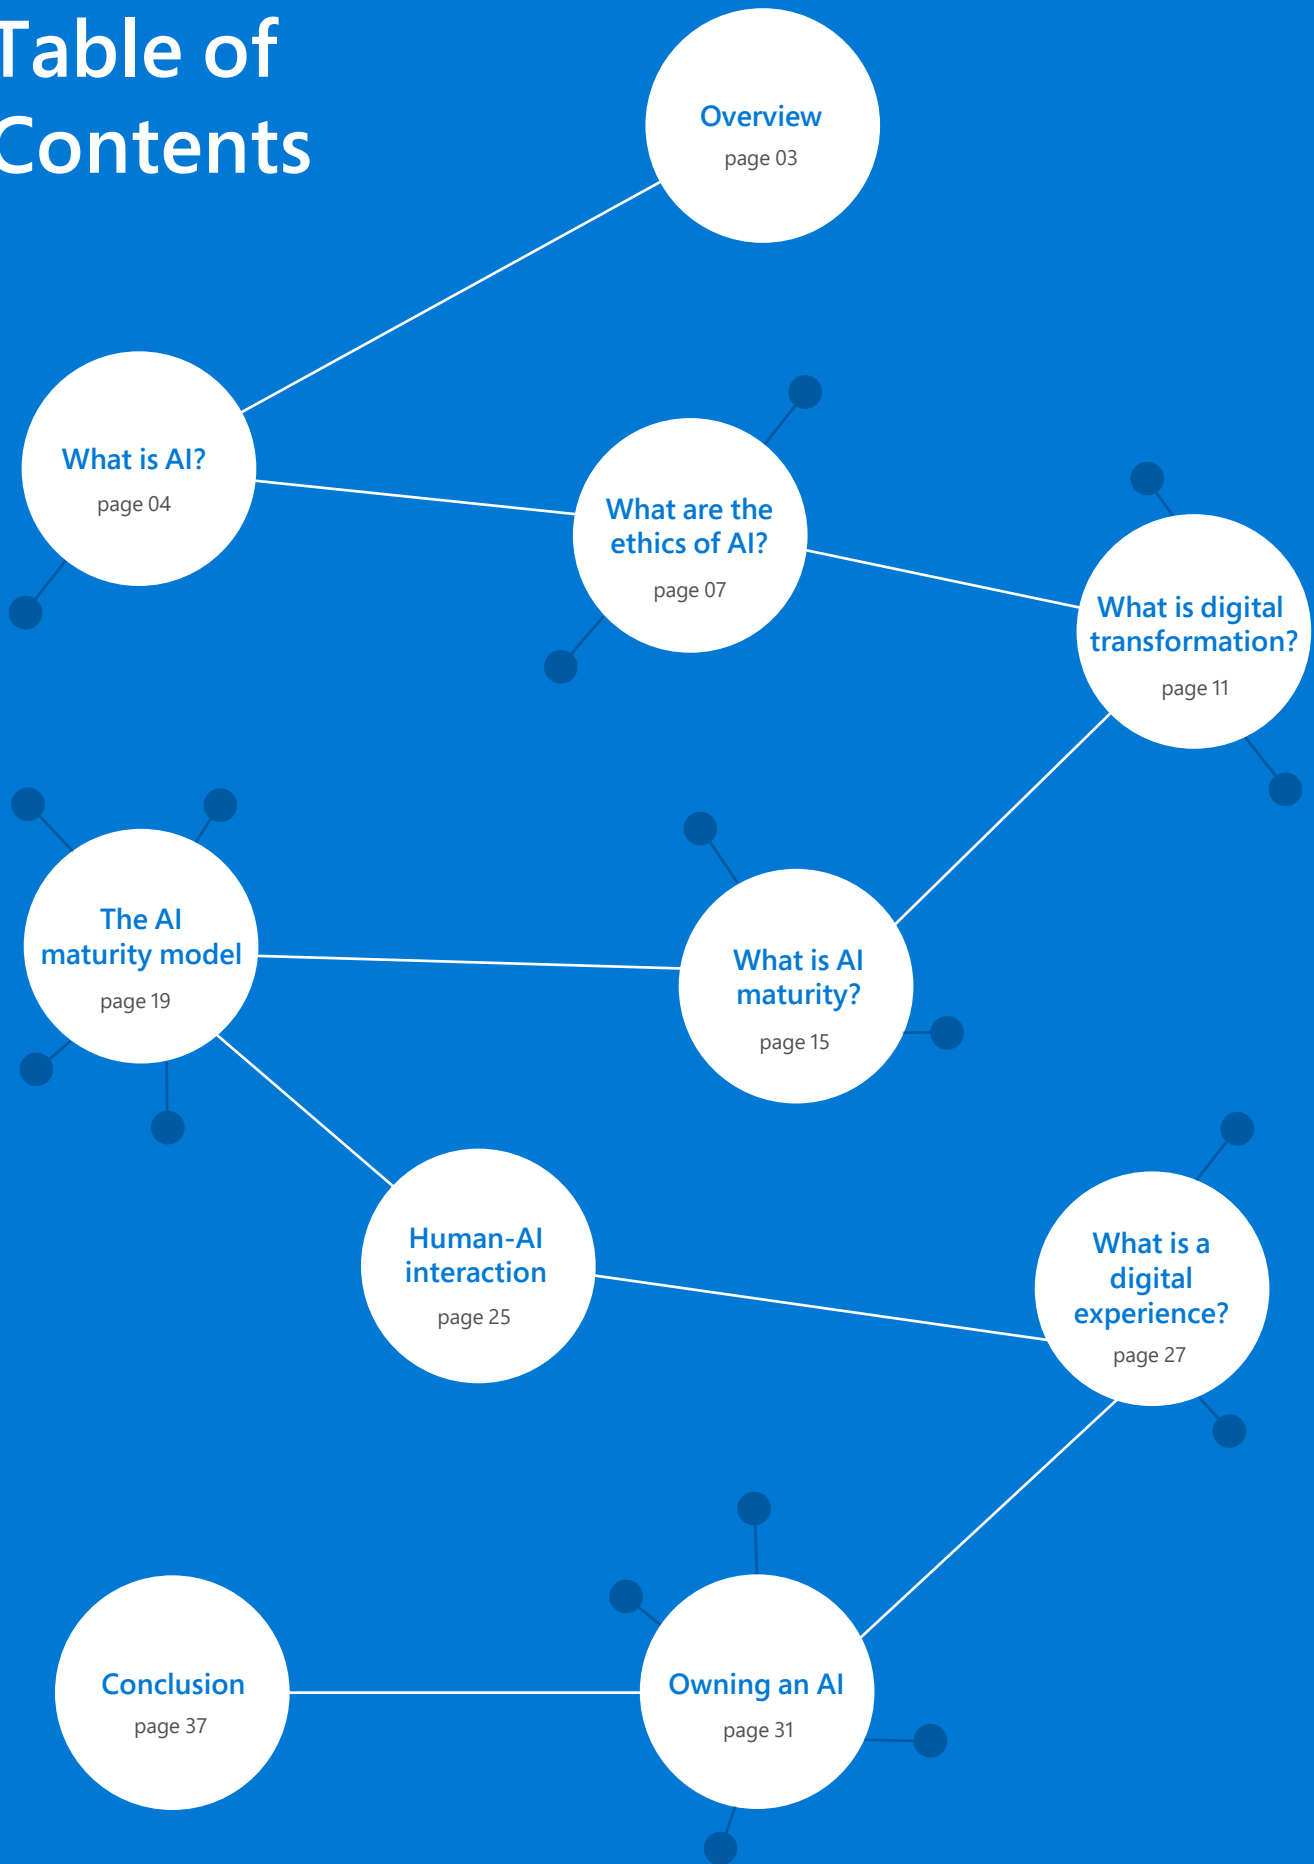 Table of
Contents
Overview
page 03
What is AI?
page 04
What are the
ethics of AI?
page 07
What is digital
transformation?
page 11
What is AI
maturity?
page 15
The AI
maturity model
page 19
Human-AI
interaction
page 25
What is a
digital
experience?
page 27
Owning an AI
page 31
Conclusion
page 37